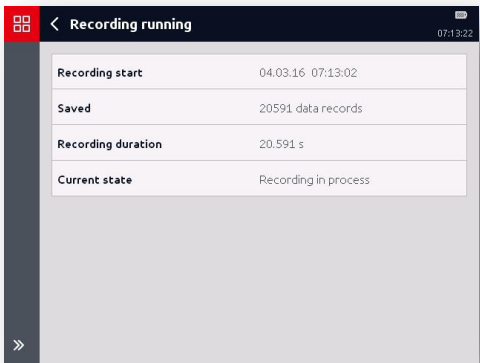 Recording running
07:13:22
Recording start 04.03.16 07:13:02
Saved 20591 data records
Recording duration 20.591 s
Current state Recording in process